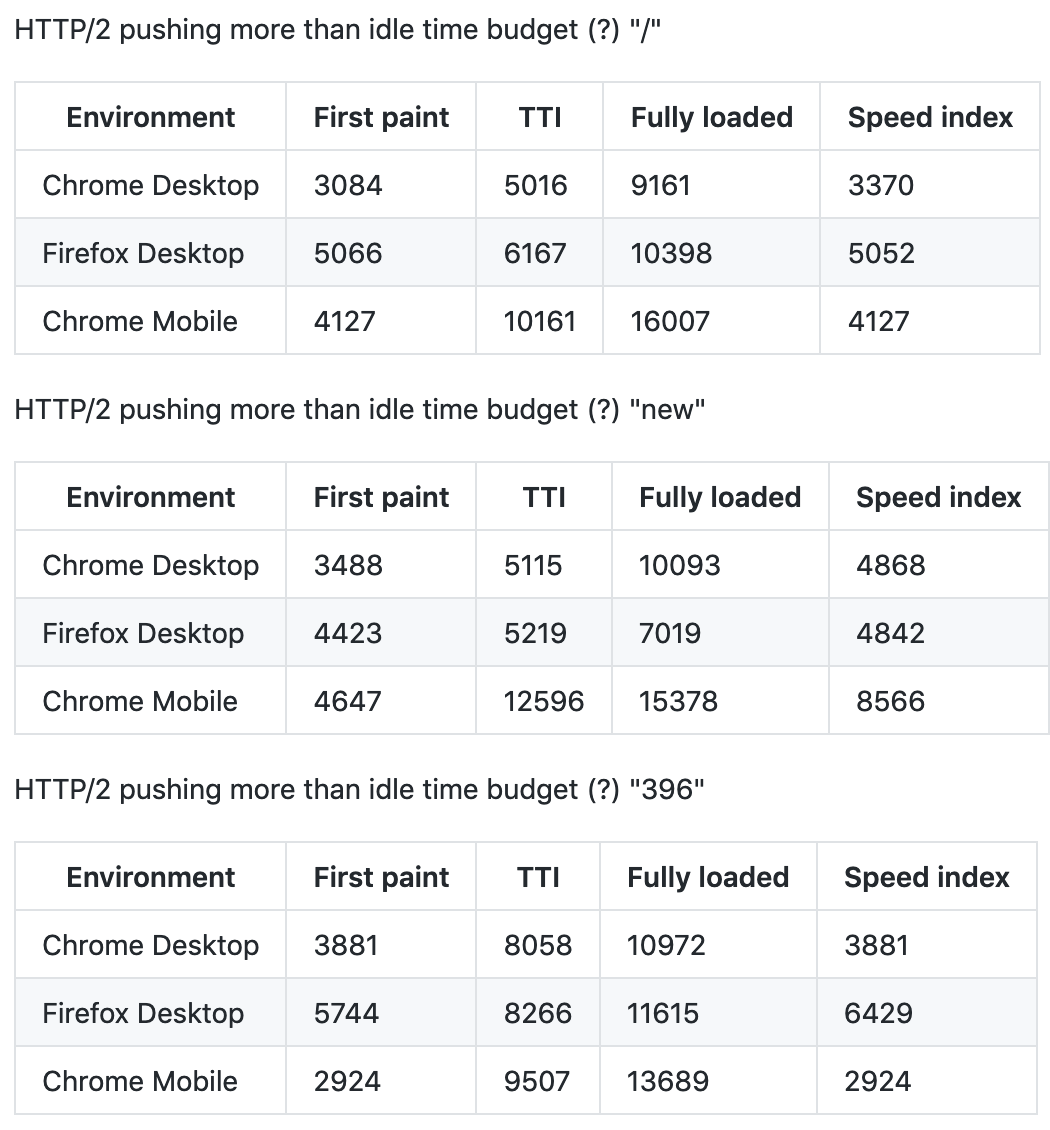 HTTP/2 pushing more than idle time budget (?) "/"
Environment First paint TTI Fully loaded Speed index
Chrome Desktop 3084 5016 9161 3370
Firefox Desktop 5066 6167 10398 5052
Chrome Mobile 4127 10161 16007 4127
HTTP/2 pushing more than idle time budget (?) "new"
Environment First paint TTI Fully loaded Speed index
Chrome Desktop 3488 5115 10093 4868
Firefox Desktop 4423 5219 7019 4842
Chrome Mobile 4647 12596 15378 8566
HTTP/2 pushing more than idle time budget (?) "396"
Environment First paint TTI Fully loaded Speed index
Chrome Desktop 3881 8058 10972 3881
Firefox Desktop 5744 8266 11615 6429
Chrome Mobile 2924 9507 13689 2924